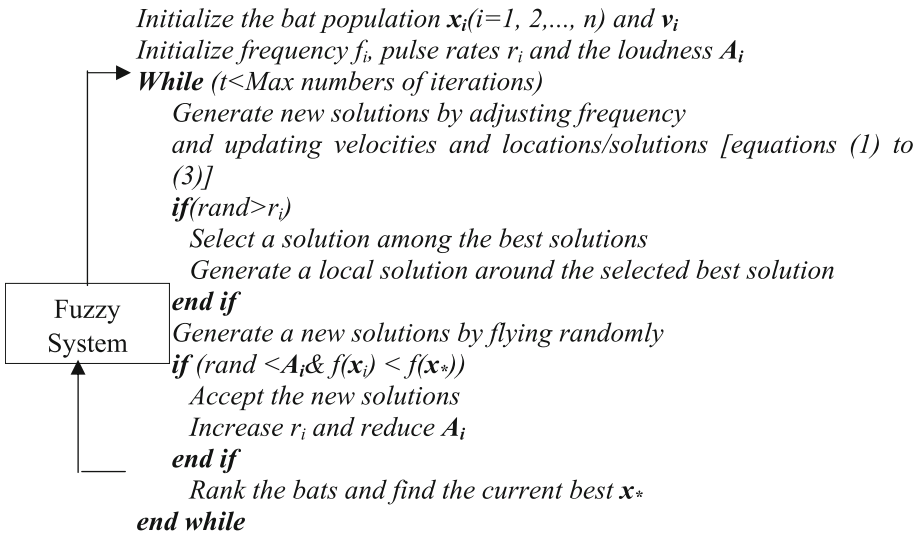 Initialize the bat population xᵢ(i=1, 2,..., n) and vᵢ
Initialize frequency fᵢ, pulse rates rᵢ and the loudness Aᵢ
While (t<Max numbers of iterations)
Generate new solutions by adjusting frequency
and updating velocities and locations/solutions [equations (1) to
(3)]
if(rand>rᵢ)
Select a solution among the best solutions
Generate a local solution around the selected best solution
end if
Fuzzy
System
Generate a new solutions by flying randomly
if (rand <Aᵢ& f(xᵢ) < f(x*))
Accept the new solutions
Increase rᵢ and reduce Aᵢ
end if
Rank the bats and find the current best x*
end while